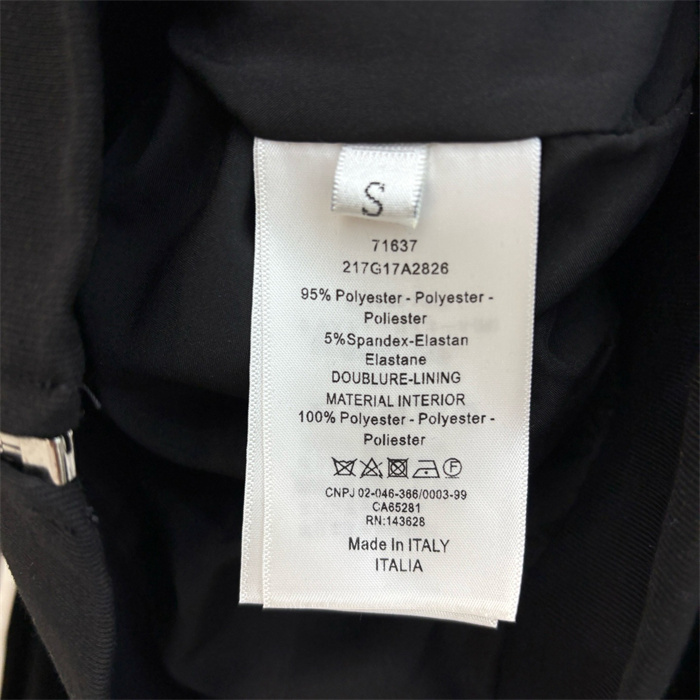 S
71637
217G17A2826
95% Polyester - Polyester -
Poliester
5%Spandex-Elastan
Elastane
DOUBLURE-LINING
MATERIAL INTERIOR
100% Polyester - Polyester -
Poliester
CNPJ 02-046-366/0003-99
CA65281
RN:143628
Made In ITALY
ITALIA